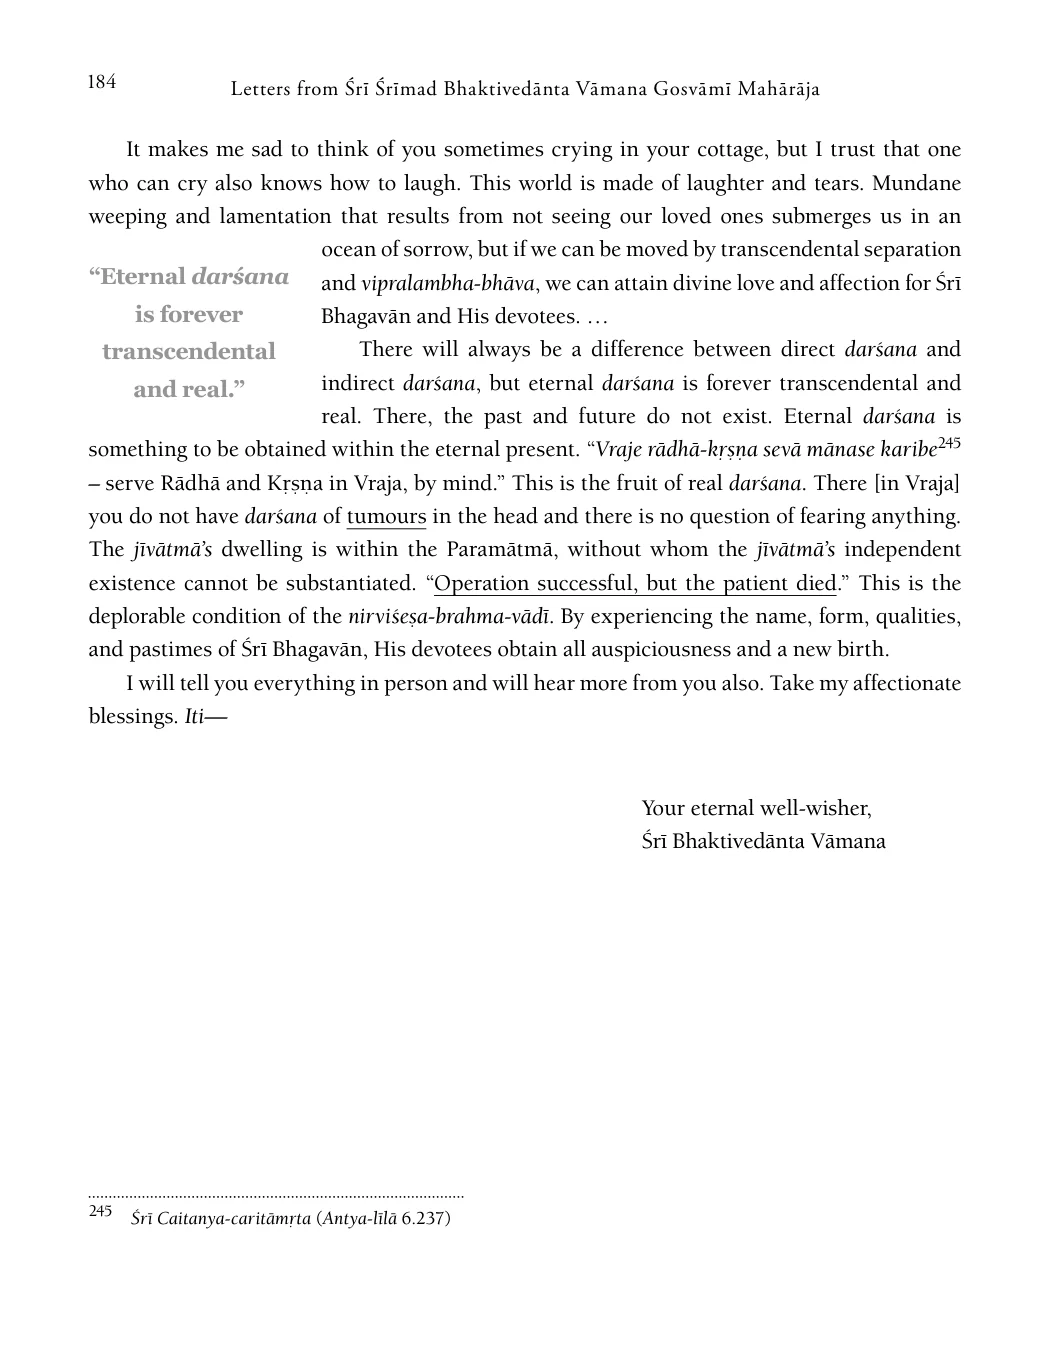 184
Letters from Śrī Śrīmad Bhaktivedānta Vāmana Gosvāmī Mahārāja
It makes me sad to think of you sometimes crying in your cottage, but I trust that one
who can cry also knows how to laugh. This world is made of laughter and tears. Mundane
weeping and lamentation that results from not seeing our loved ones submerges us in an
ocean of sorrow, but if we can be moved by transcendental separation
and vipralambha-bhāva, we can attain divine love and affection for Śrī
Bhagavān and His devotees. …
“Eternal darśana
is forever
transcendental
and real.”
There will always be a difference between direct darśana and
indirect darśana, but eternal darśana is forever transcendental and
real. There, the past and future do not exist. Eternal darśana is
something to be obtained within the eternal present. “Vraje rādhā-kṛṣṇa sevā mānase karibe245
– serve Rādhā and Kṛṣṇa in Vraja, by mind.” This is the fruit of real darśana. There [in Vraja]
you do not have darśana of tumours in the head and there is no question of fearing anything.
The jīvātmā’s dwelling is within the Paramātmā, without whom the jīvātmā’s independent
existence cannot be substantiated. “Operation successful, but the patient died.” This is the
deplorable condition of the nirviśeṣa-brahma-vādī. By experiencing the name, form, qualities,
and pastimes of Śrī Bhagavān, His devotees obtain all auspiciousness and a new birth.
I will tell you everything in person and will hear more from you also. Take my affectionate
blessings. Iti—
Your eternal well-wisher,
Śrī Bhaktivedānta Vāmana
245 Śrī Caitanya-caritāmṛta (Antya-līlā 6.237)